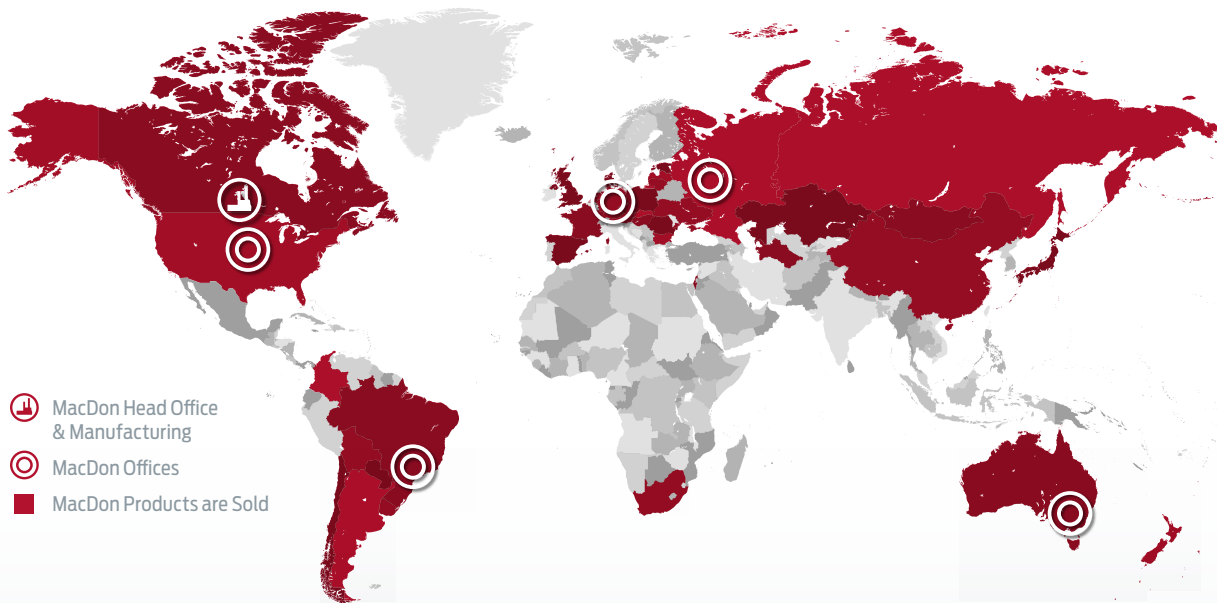 MacDon Head Office
& Manufacturing
MacDon Offices
MacDon Products are Sold